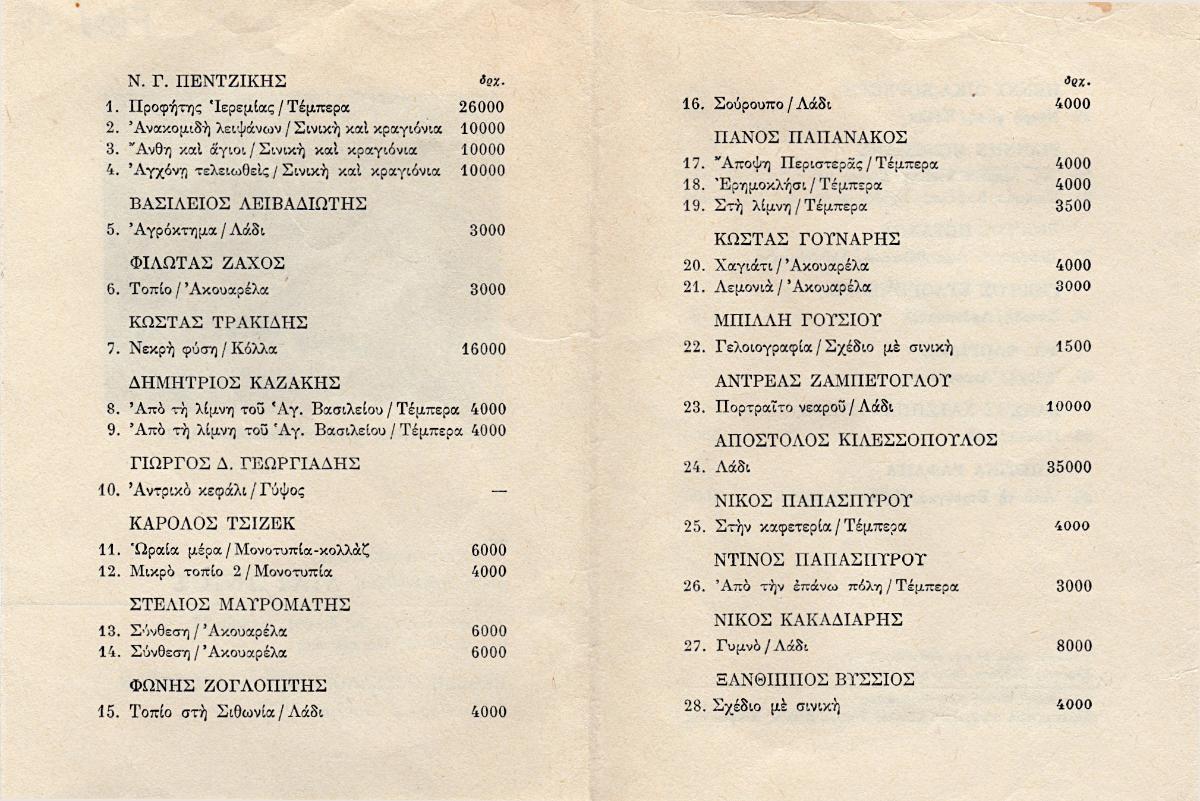 Ν. Γ. ΠΕΝΤΖΙΚΗΣ δρχ.
1. Προφήτης Ἱερεμίας / Τέμπερα 26000
2. Ἀνακομιδὴ λειψάνων / Σινικὴ καὶ κραγιόνια 10000
3. Ἄνθη καὶ ἅγιοι / Σινικὴ καὶ κραγιόνια 10000
4. Ἀγχόνῃ τελειωθεὶς / Σινικὴ καὶ κραγιόνια 10000
ΒΑΣΙΛΕΙΟΣ ΛΕΙΒΑΔΙΩΤΗΣ
5. Ἀγρόκτημα / Λάδι 3000
ΦΙΛΩΤΑΣ ΖΑΧΟΣ
6. Τοπίο / Ἀκουαρέλα 3000
ΚΩΣΤΑΣ ΤΡΑΚΙΔΗΣ
7. Νεκρὴ φύση / Κόλλα 16000
ΔΗΜΗΤΡΙΟΣ ΚΑΖΑΚΗΣ
8. Ἀπὸ τὴ λίμνη τοῦ Ἁγ. Βασιλείου / Τέμπερα 4000
9. Ἀπὸ τὴ λίμνη τοῦ Ἁγ. Βασιλείου / Τέμπερα 4000
ΓΙΩΡΓΟΣ Δ. ΓΕΩΡΓΙΑΔΗΣ
10. Ἀντρικὸ κεφάλι / Γύψος —
ΚΑΡΟΛΟΣ ΤΣΙΖΕΚ
11. Ὡραία μέρα / Μονοτυπία-κολλὰζ 6000
12. Μικρὸ τοπίο 2 / Μονοτυπία 4000
ΣΤΕΛΙΟΣ ΜΑΥΡΟΜΑΤΗΣ
13. Σύνθεση / Ἀκουαρέλα 6000
14. Σύνθεση / Ἀκουαρέλα 6000
ΦΩΝΗΣ ΖΟΓΛΟΠΙΤΗΣ
15. Τοπίο στὴ Σιθωνία / Λάδι 4000
δρχ.
16. Σούρουπο / Λάδι 4000
ΠΑΝΟΣ ΠΑΠΑΝΑΚΟΣ
17. Ἄποψη Περιστερᾶς / Τέμπερα 4000
18. Ἐρημοκλήσι / Τέμπερα 4000
19. Στὴ λίμνη / Τέμπερα 3500
ΚΩΣΤΑΣ ΓΟΥΝΑΡΗΣ
20. Χαγιάτι / Ἀκουαρέλα 4000
21. Λεμονιὰ / Ἀκουαρέλα 3000
ΜΠΙΛΛΗ ΓΟΥΣΙΟΥ
22. Γελοιογραφία / Σχέδιο μὲ σινικὴ 1500
ΑΝΤΡΕΑΣ ΖΑΜΠΕΤΟΓΛΟΥ
23. Πορτραῖτο νεαροῦ / Λάδι 10000
ΑΠΟΣΤΟΛΟΣ ΚΙΛΕΣΣΟΠΟΥΛΟΣ
24. Λάδι 35000
ΝΙΚΟΣ ΠΑΠΑΣΠΥΡΟΥ
25. Στὴν καφετερία / Τέμπερα 4000
ΝΤΙΝΟΣ ΠΑΠΑΣΠΥΡΟΥ
26. Ἀπὸ τὴν ἐπάνω πόλη / Τέμπερα 3000
ΝΙΚΟΣ ΚΑΚΑΔΙΑΡΗΣ
27. Γυμνὸ / Λάδι 8000
ΞΑΝΘΙΠΠΟΣ ΒΥΣΣΙΟΣ
28. Σχέδιο μὲ σινικὴ 4000